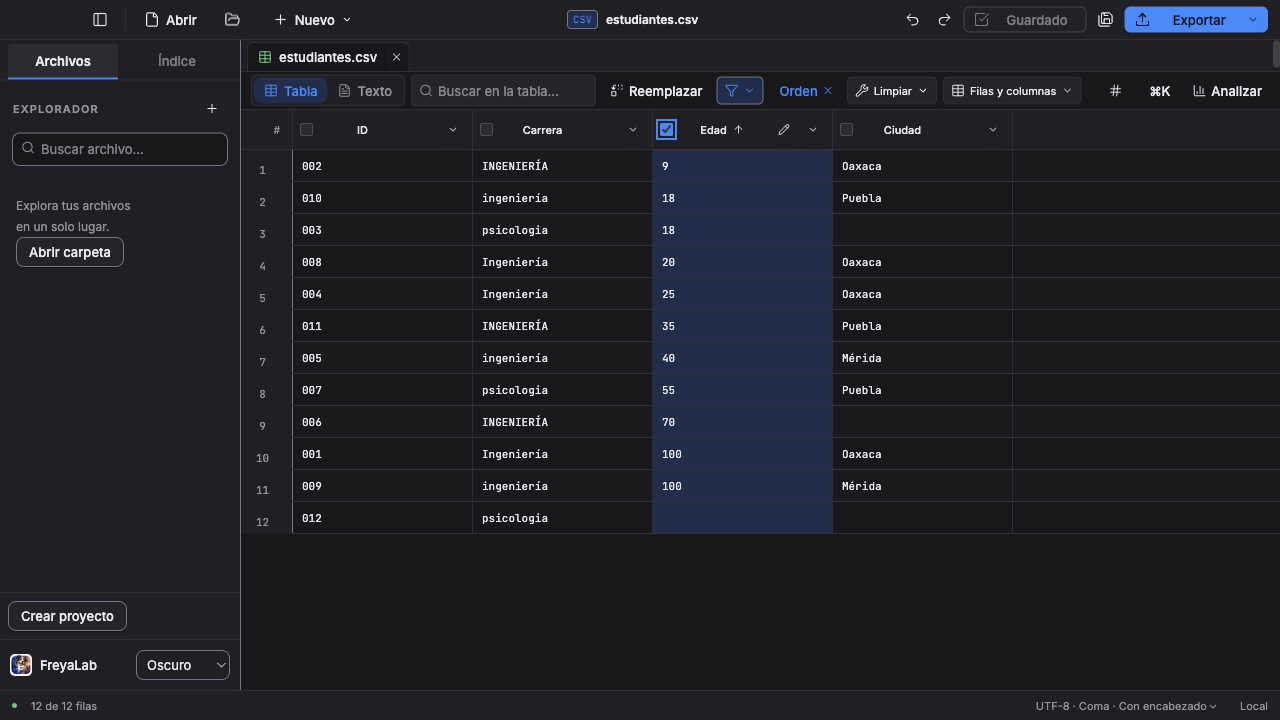 Abrir
Nuevo
CSV estudiantes.csv
Guardado
Exportar
Archivos
Índice
estudiantes.csv
EXPLORADOR
Buscar archivo...
Explora tus archivos
en un solo lugar.
Abrir carpeta
Tabla
Texto
Buscar en la tabla...
Reemplazar
Orden
Limpiar
Filas y columnas
⌘K
Analizar
# ID Carrera Edad ↑ Ciudad
1 002 INGENIERÍA 9 Oaxaca
2 010 ingeniería 18 Puebla
3 003 psicologia 18
4 008 Ingeniería 20 Oaxaca
5 004 Ingeniería 25 Oaxaca
6 011 INGENIERÍA 35 Puebla
7 005 ingeniería 40 Mérida
8 007 psicologia 55 Puebla
9 006 INGENIERÍA 70
10 001 Ingeniería 100 Oaxaca
11 009 ingeniería 100 Mérida
12 012 psicologia
Crear proyecto
FreyaLab
Oscuro
12 de 12 filas
UTF-8 · Coma · Con encabezado
Local